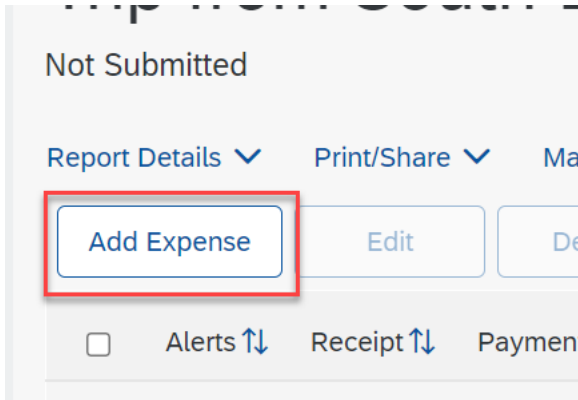 Not Submitted
Report Details Print/Share
Add Expense Edit
Alerts Receipt